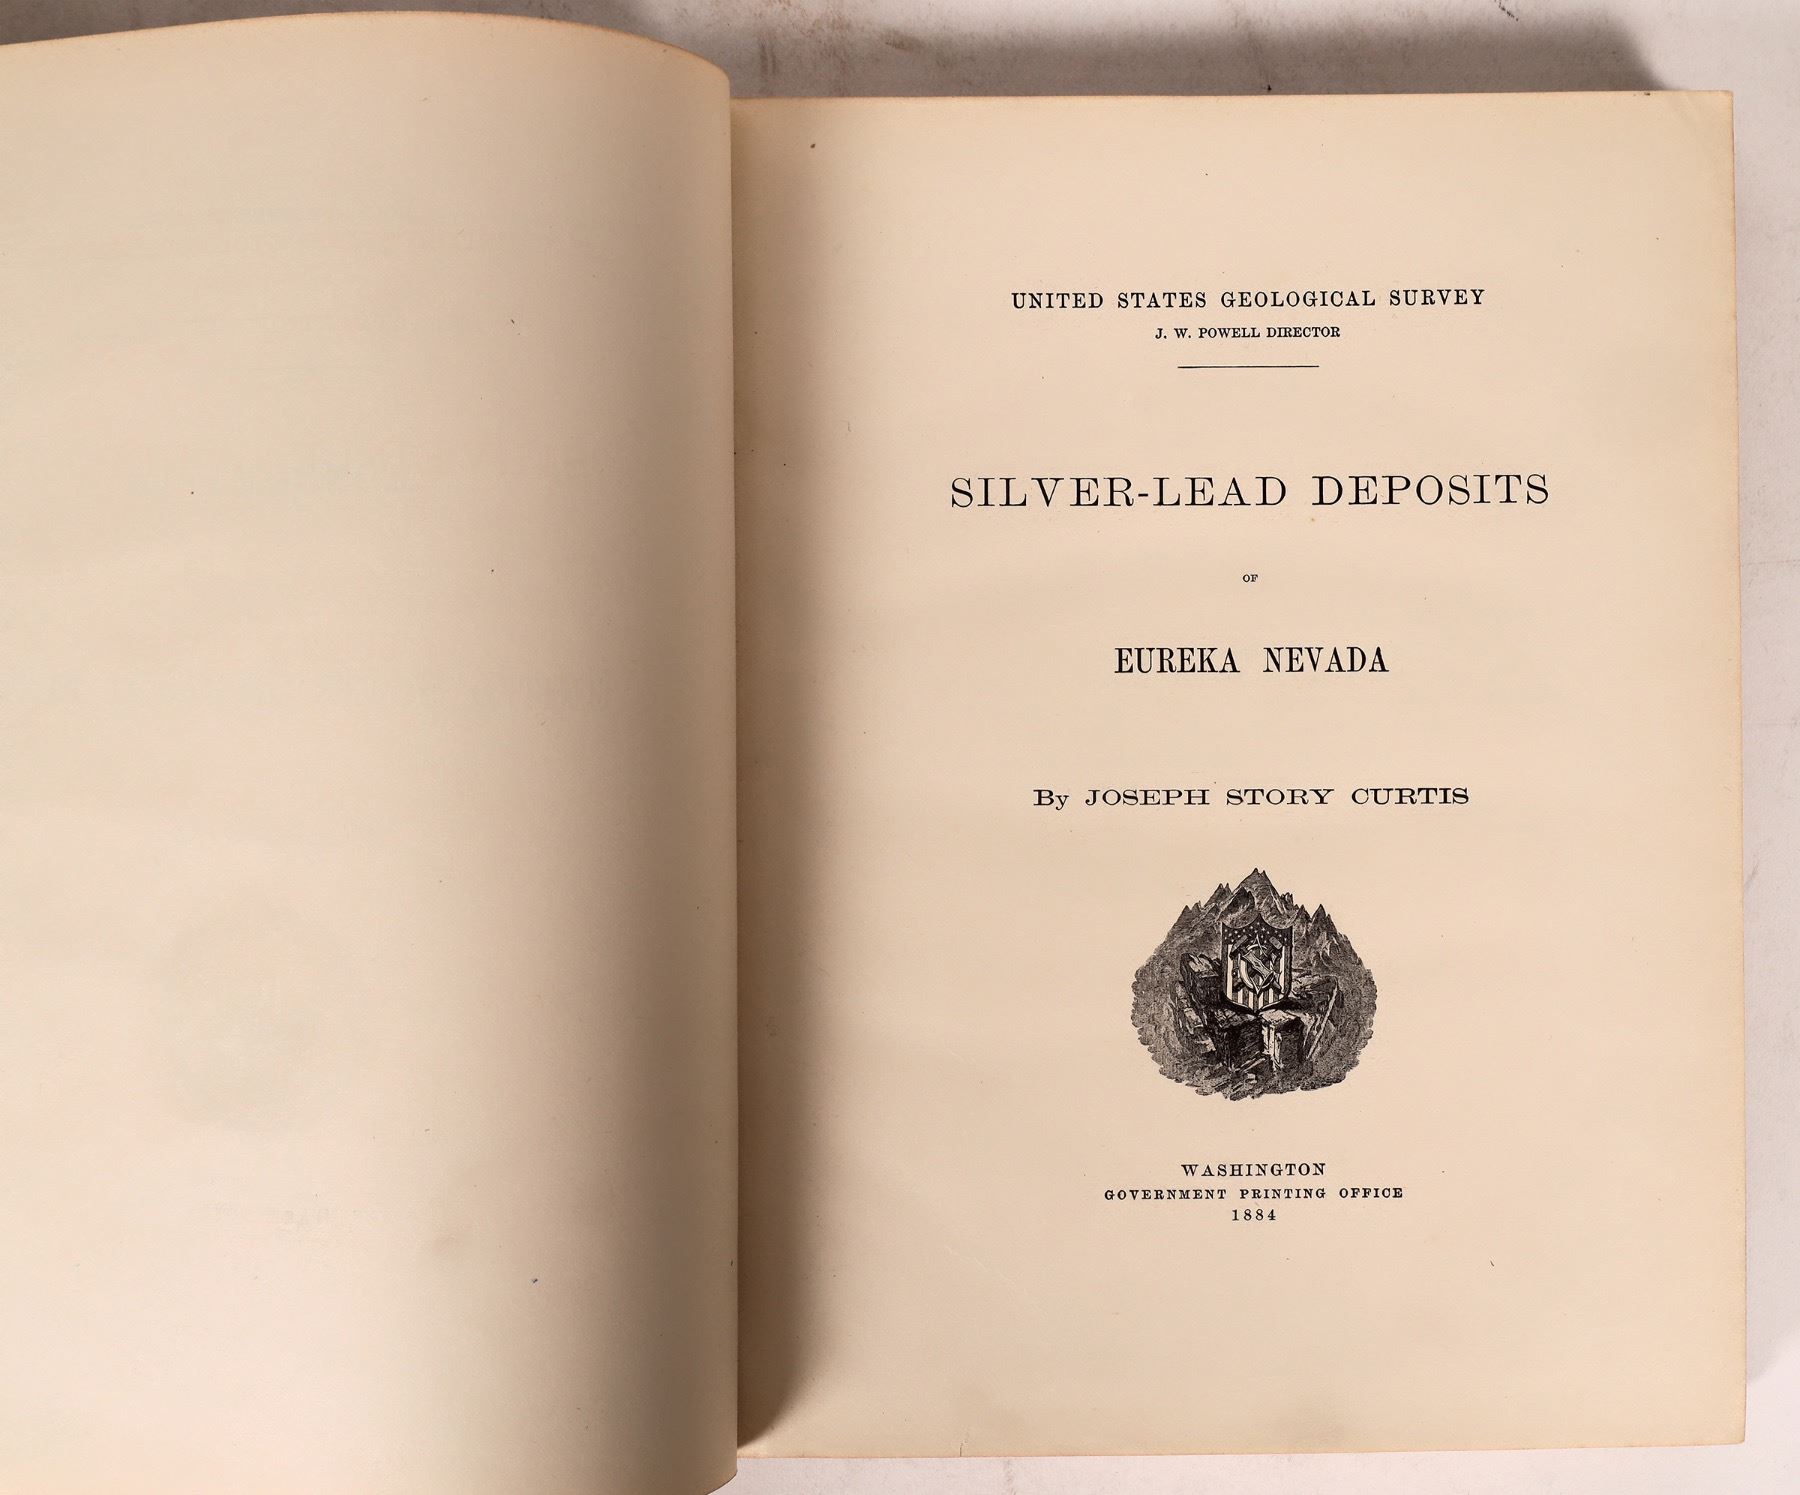 UNITED STATES GEOLOGICAL SURVEY
J. W. POWELL DIRECTOR
SILVER-LEAD DEPOSITS
OF
EUREKA NEVADA
By JOSEPH STORY CURTIS
WASHINGTON
GOVERNMENT PRINTING OFFICE
1884